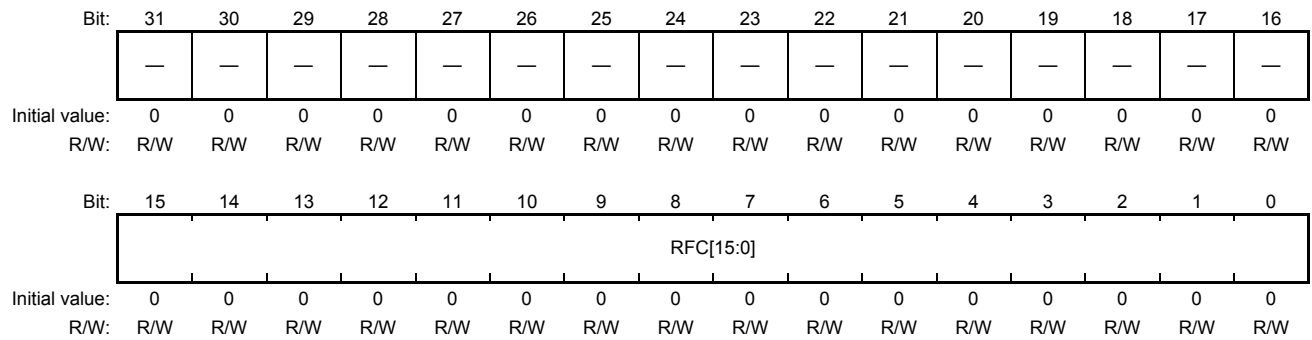 Bit: 31 30 29 28 27 26 25 24 23 22 21 20 19 18 17 16
— — — — — — — — — — — — — — — —
Initial value: 0 0 0 0 0 0 0 0 0 0 0 0 0 0 0 0
R/W: R/W R/W R/W R/W R/W R/W R/W R/W R/W R/W R/W R/W R/W R/W R/W R/W
Bit: 15 14 13 12 11 10 9 8 7 6 5 4 3 2 1 0
RFC[15:0]
Initial value: 0 0 0 0 0 0 0 0 0 0 0 0 0 0 0 0
R/W: R/W R/W R/W R/W R/W R/W R/W R/W R/W R/W R/W R/W R/W R/W R/W R/W